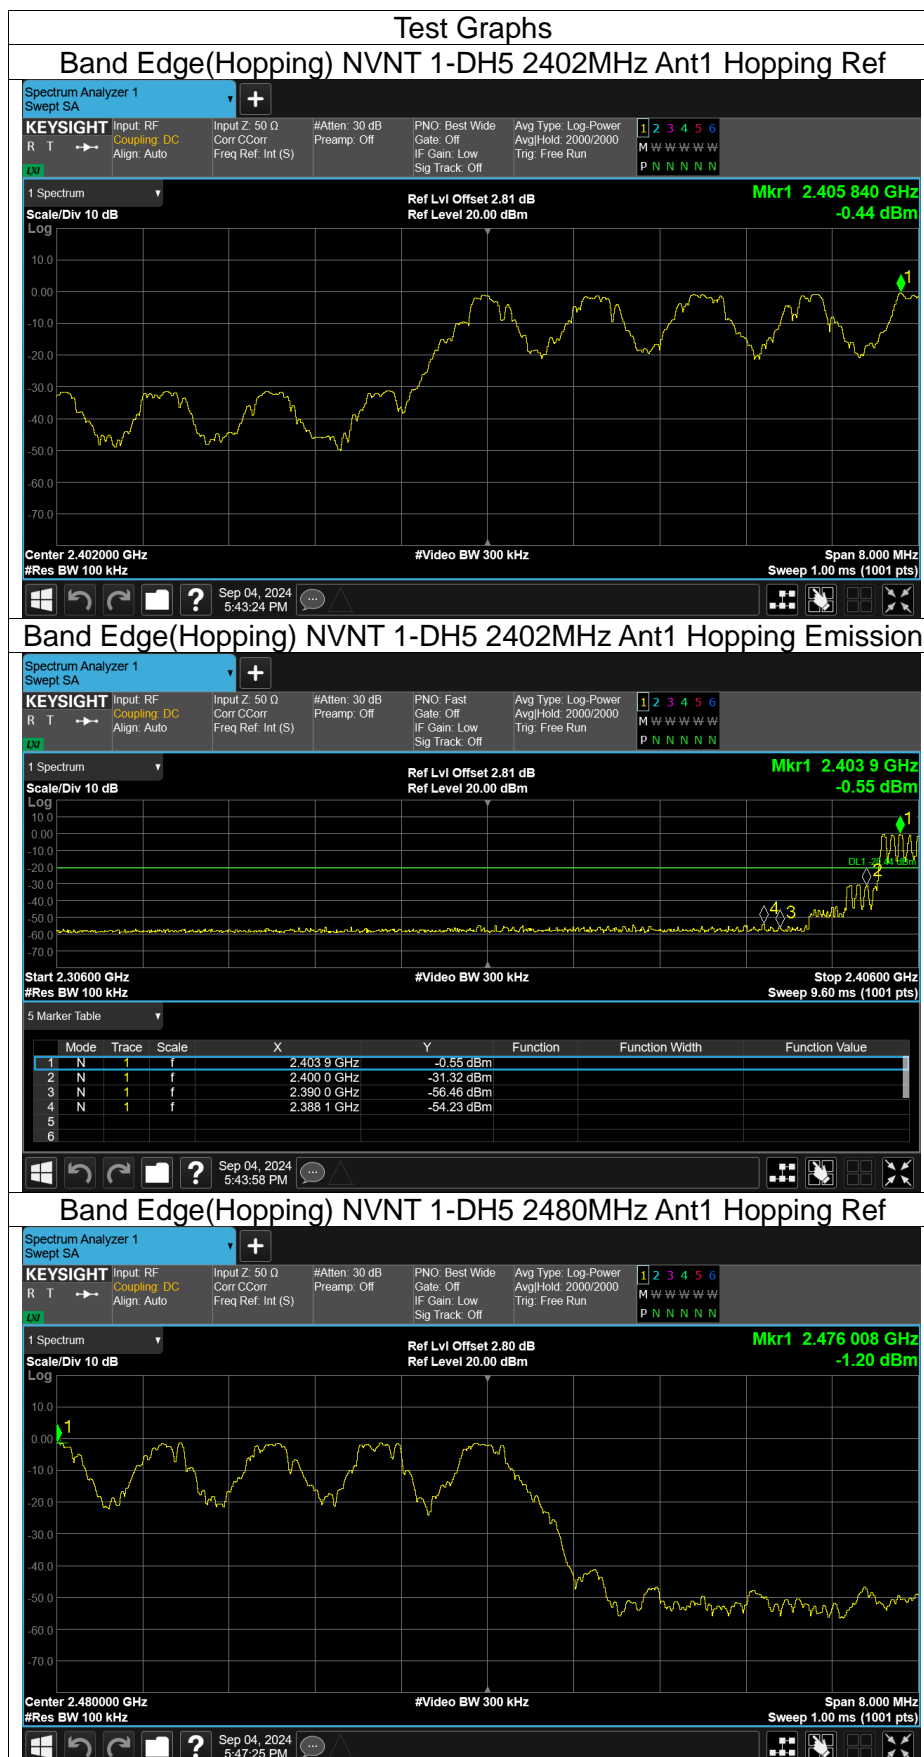 Test Graphs
Band Edge(Hopping) NVNT 1-DH5 2402MHz Ant1 Hopping Ref
Spectrum Analyzer 1
Swept SA
+
KEYSIGHT Input: RF Input Z: 50 Ω #Atten: 30 dB PNO: Best Wide Avg Type: Log-Power 1 2 3 4 5 6
R T Coupling: DC Corr CCorr Preamp: Off Gate: Off Avg|Hold: 2000/2000 M W W W W W
Align: Auto Freq Ref: Int (S) IF Gain: Low Trig: Free Run
LXI Sig Track: Off P N N N N N
1 Spectrum Ref Lvl Offset 2.81 dB Mkr1 2.405 840 GHz
Scale/Div 10 dB Ref Level 20.00 dBm -0.44 dBm
Log
1
10.0
0.00
-10.0
-20.0
-30.0
-40.0
-50.0
-60.0
-70.0
Center 2.402000 GHz #Video BW 300 kHz Span 8.000 MHz
#Res BW 100 kHz Sweep 1.00 ms (1001 pts)
? Sep 04, 2024
5:43:24 PM
Band Edge(Hopping) NVNT 1-DH5 2402MHz Ant1 Hopping Emission
Spectrum Analyzer 1
Swept SA
+
KEYSIGHT Input: RF Input Z: 50 Ω #Atten: 30 dB PNO: Fast Avg Type: Log-Power 1 2 3 4 5 6
R T Coupling: DC Corr CCorr Preamp: Off Gate: Off Avg|Hold: 2000/2000 M W W W W W
Align: Auto Freq Ref: Int (S) IF Gain: Low Trig: Free Run
LXI Sig Track: Off P N N N N N
1 Spectrum Ref Lvl Offset 2.81 dB Mkr1 2.403 9 GHz
Scale/Div 10 dB Ref Level 20.00 dBm -0.55 dBm
Log
10.0 1
0.00
-10.0
-20.0 DL1 -20.44 dBm
2
-30.0
-40.0
-50.0 4 3
-60.0
-70.0
Start 2.30600 GHz #Video BW 300 kHz Stop 2.40600 GHz
#Res BW 100 kHz Sweep 9.60 ms (1001 pts)
5 Marker Table
Mode Trace Scale X Y Function Function Width Function Value
1 N 1 f 2.403 9 GHz -0.55 dBm
2 N 1 f 2.400 0 GHz -31.32 dBm
3 N 1 f 2.390 0 GHz -56.46 dBm
4 N 1 f 2.388 1 GHz -54.23 dBm
5
6
? Sep 04, 2024
5:43:58 PM
Band Edge(Hopping) NVNT 1-DH5 2480MHz Ant1 Hopping Ref
Spectrum Analyzer 1
Swept SA
+
KEYSIGHT Input: RF Input Z: 50 Ω #Atten: 30 dB PNO: Best Wide Avg Type: Log-Power 1 2 3 4 5 6
R T Coupling: DC Corr CCorr Preamp: Off Gate: Off Avg|Hold: 2000/2000 M W W W W W
Align: Auto Freq Ref: Int (S) IF Gain: Low Trig: Free Run
LXI Sig Track: Off P N N N N N
1 Spectrum Ref Lvl Offset 2.80 dB Mkr1 2.476 008 GHz
Scale/Div 10 dB Ref Level 20.00 dBm -1.20 dBm
Log
10.0
1
0.00
-10.0
-20.0
-30.0
-40.0
-50.0
-60.0
-70.0
Center 2.480000 GHz #Video BW 300 kHz Span 8.000 MHz
#Res BW 100 kHz Sweep 1.00 ms (1001 pts)
? Sep 04, 2024
5:47:25 PM